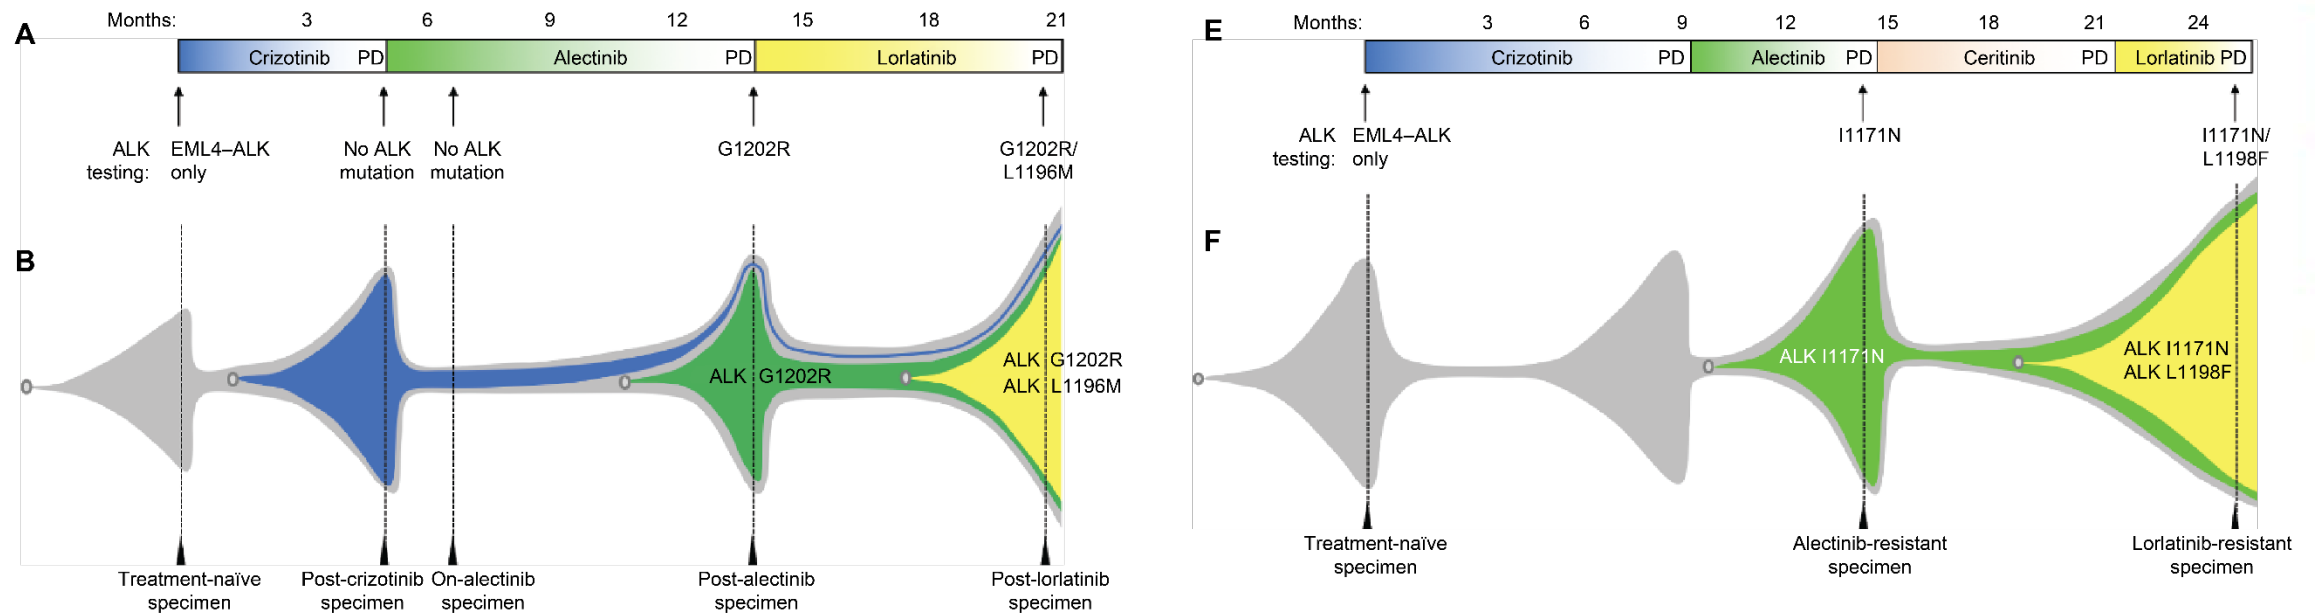 A
Months: 3 6 9 12 15 18 21
Crizotinib PD Alectinib PD Lorlatinib PD
ALK testing:
EML4–ALK only
No ALK mutation
No ALK mutation
G1202R
G1202R/
L1196M
B
ALK G1202R
ALK G1202R
ALK L1196M
Treatment-naïve
specimen
Post-crizotinib
specimen
On-alectinib
specimen
Post-alectinib
specimen
Post-lorlatinib
specimen
E
Months: 3 6 9 12 15 18 21 24
Crizotinib PD Alectinib PD Ceritinib PD Lorlatinib PD
ALK testing:
EML4–ALK only
I1171N
I1171N/
L1198F
F
ALK I1171N
ALK I1171N
ALK L1198F
Treatment-naïve
specimen
Alectinib-resistant
specimen
Lorlatinib-resistant
specimen